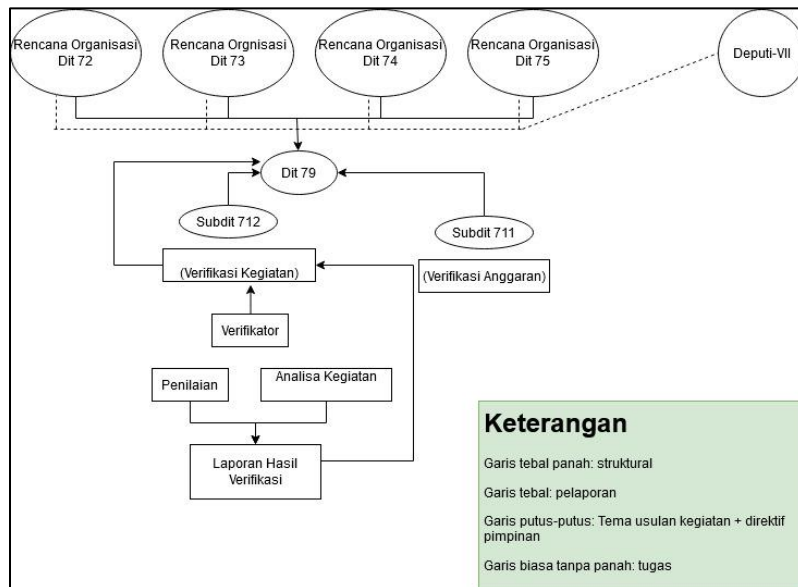 Rencana Organisasi
Dit 72
Rencana Orgnisasi
Dit 73
Rencana Organisasi
Dit 74
Rencana Organisasi
Dit 75
Deputi-VII
Dit 79
Subdit 712
Subdit 711
(Verifikasi Kegiatan)
(Verifikasi Anggaran)
Verifikator
Penilaian
Analisa Kegiatan
Laporan Hasil
Verifikasi
Keterangan
Garis tebal panah: struktural
Garis tebal: pelaporan
Garis putus-putus: Tema usulan kegiatan + direktif
pimpinan
Garis biasa tanpa panah: tugas